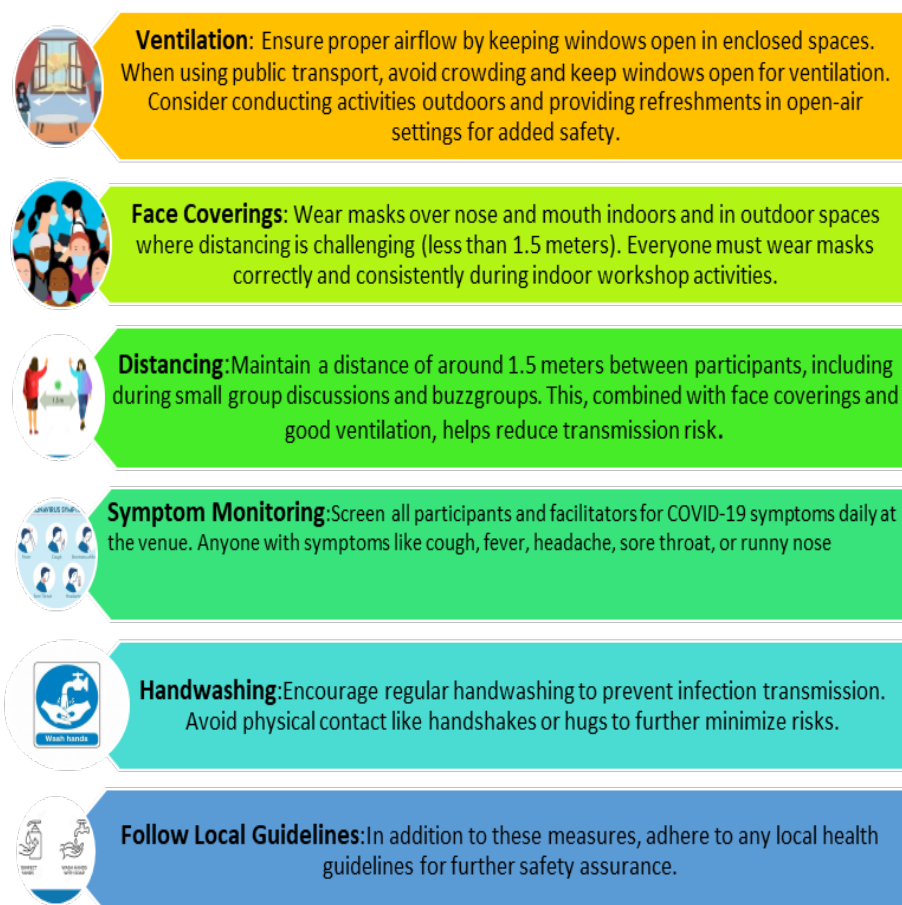 Ventilation: Ensure proper airflow by keeping windows open in enclosed spaces.
When using public transport, avoid crowding and keep windows open for ventilation.
Consider conducting activities outdoors and providing refreshments in open-air
settings for added safety.
Face Coverings: Wear masks over nose and mouth indoors and in outdoor spaces
where distancing is challenging (less than 1.5 meters). Everyone must wear masks
correctly and consistently during indoor workshop activities.
Distancing:Maintain a distance of around 1.5 meters between participants, including
during small group discussions and buzzgroups. This, combined with face coverings and
good ventilation, helps reduce transmission risk.
Symptom Monitoring:Screen all participants and facilitators for COVID-19 symptoms daily at
the venue. Anyone with symptoms like cough, fever, headache, sore throat, or runny nose
Handwashing:Encourage regular handwashing to prevent infection transmission.
Avoid physical contact like handshakes or hugs to further minimize risks.
Wash hands
Follow Local Guidelines:In addition to these measures, adhere to any local health
guidelines for further safety assurance.